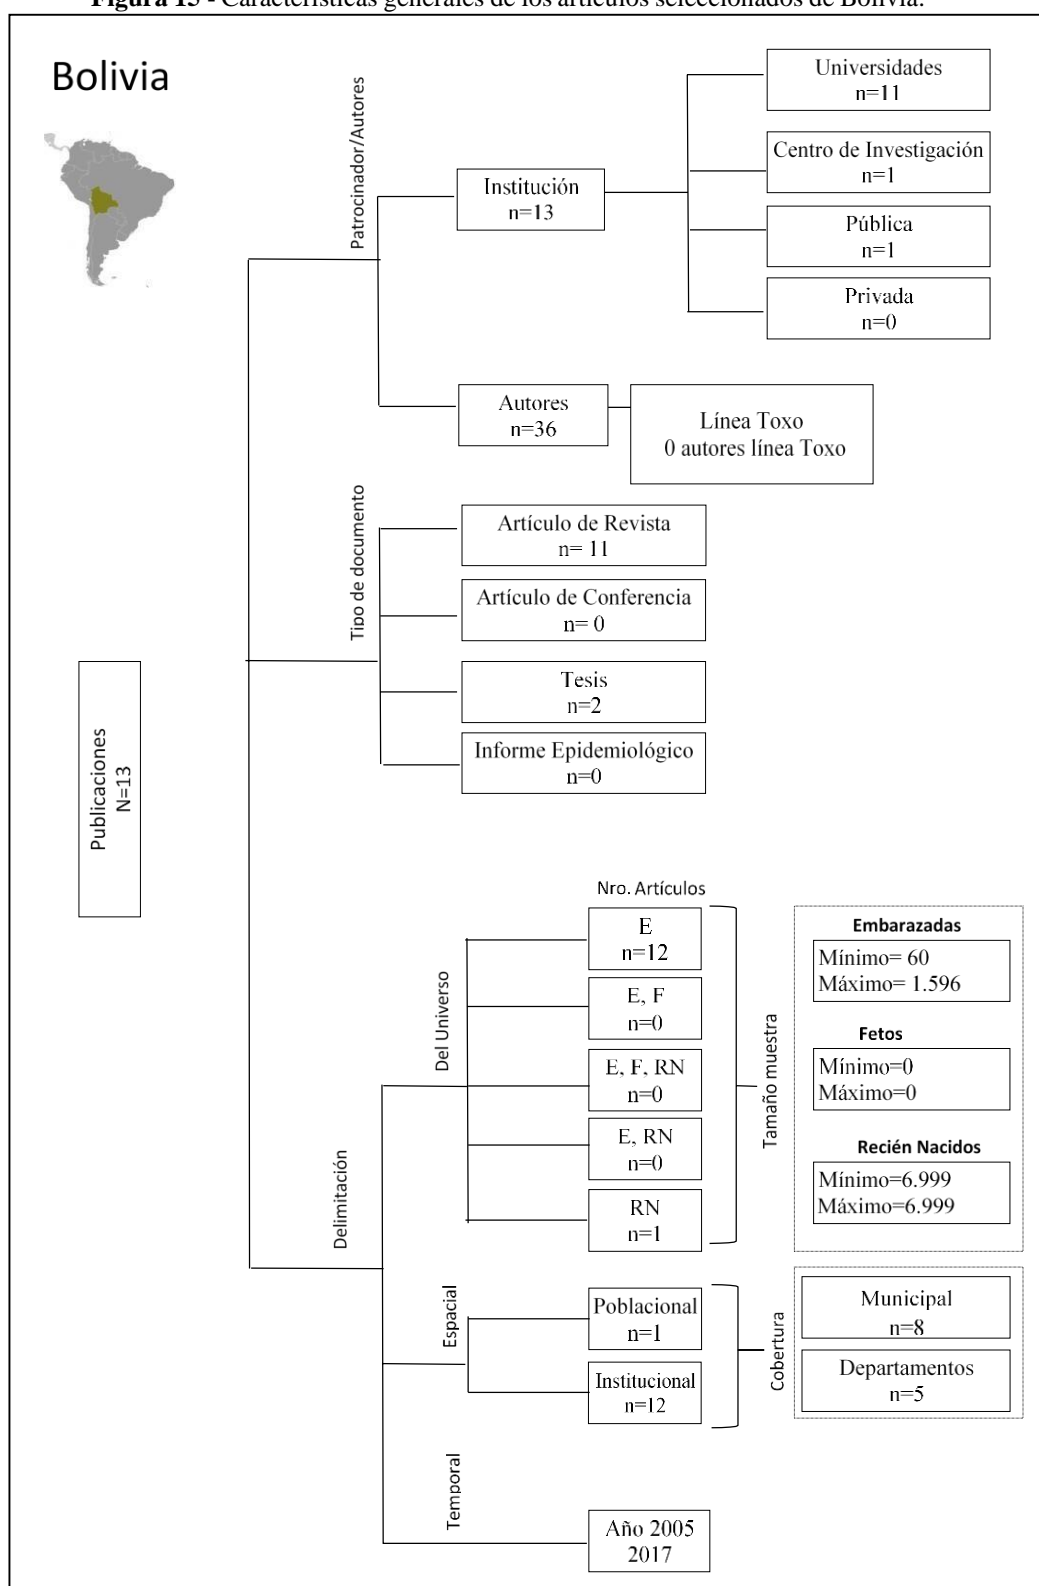 Figura 15 - Características generales de los artículos seleccionados de Bolivia.
Bolivia
Patrocinador/Autores
Institución
n=13
Universidades
n=11
Centro de Investigación
n=1
Pública
n=1
Privada
n=0
Autores
n=36
Línea Toxo
0 autores línea Toxo
Tipo de documento
Artículo de Revista
n= 11
Artículo de Conferencia
n= 0
Tesis
n=2
Informe Epidemiológico
n=0
Publicaciones
N=13
Delimitación
Del Universo
Nro. Artículos
E
n=12
E, F
n=0
E, F, RN
n=0
E, RN
n=0
RN
n=1
Tamaño muestra
Embarazadas
Mínimo= 60
Máximo= 1.596
Fetos
Mínimo=0
Máximo=0
Recién Nacidos
Mínimo=6.999
Máximo=6.999
Espacial
Poblacional
n=1
Institucional
n=12
Cobertura
Municipal
n=8
Departamentos
n=5
Temporal
Año 2005
2017